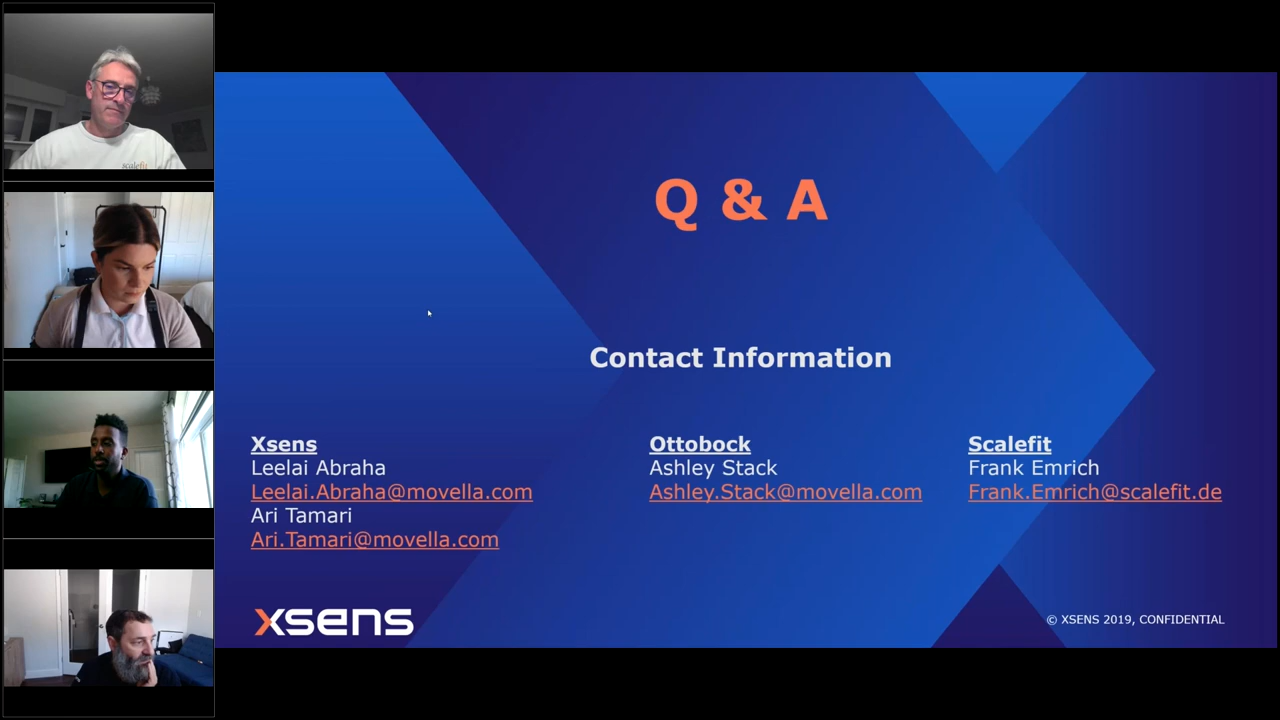 scalefit
Q & A
Contact Information
Xsens
Leelai Abraha
Leelai.Abraha@movella.com
Ari Tamari
Ari.Tamari@movella.com
Ottobock
Ashley Stack
Ashley.Stack@movella.com
Scalefit
Frank Emrich
Frank.Emrich@scalefit.de
xsens
© XSENS 2019, CONFIDENTIAL